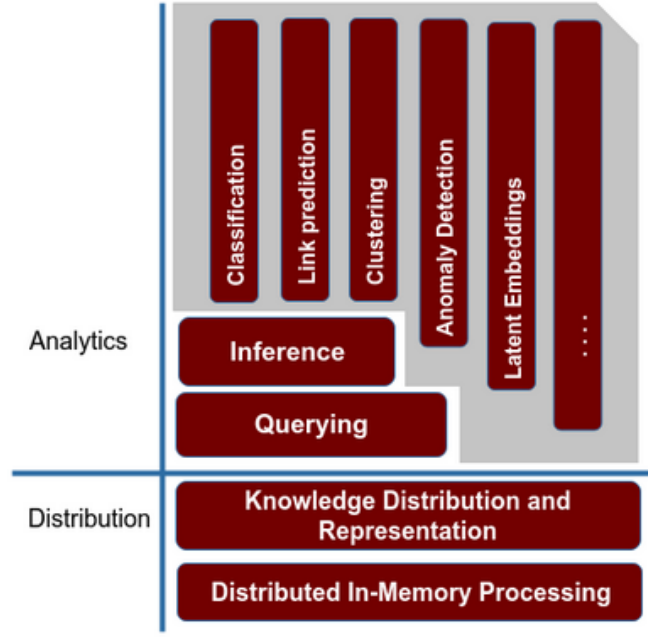 Classification
Link prediction
Clustering
Anomaly Detection
Latent Embeddings
....
Analytics
Inference
Querying
Distribution
Knowledge Distribution and
Representation
Distributed In-Memory Processing